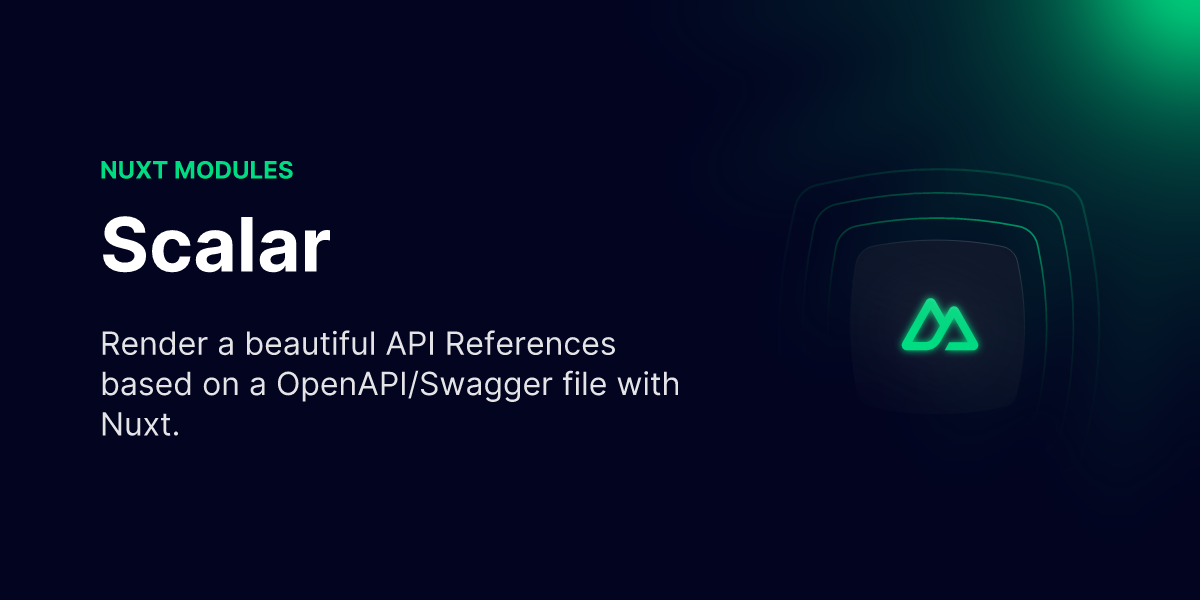 NUXT MODULES
Scalar
Render a beautiful API References
based on a OpenAPI/Swagger file with
Nuxt.